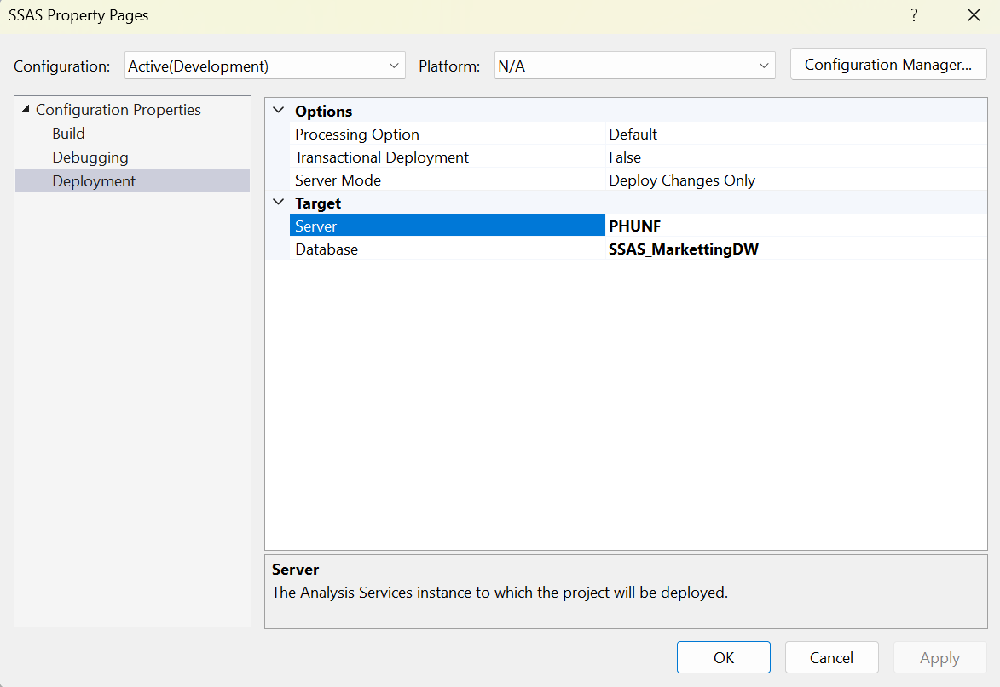 SSAS Property Pages
?
Configuration: Active(Development) Platform: N/A Configuration Manager...
Configuration Properties
Build
Debugging
Deployment
Options
Processing Option Default
Transactional Deployment False
Server Mode Deploy Changes Only
Target
Server PHUNF
Database SSAS_MarkettingDW
Server
The Analysis Services instance to which the project will be deployed.
OK Cancel Apply